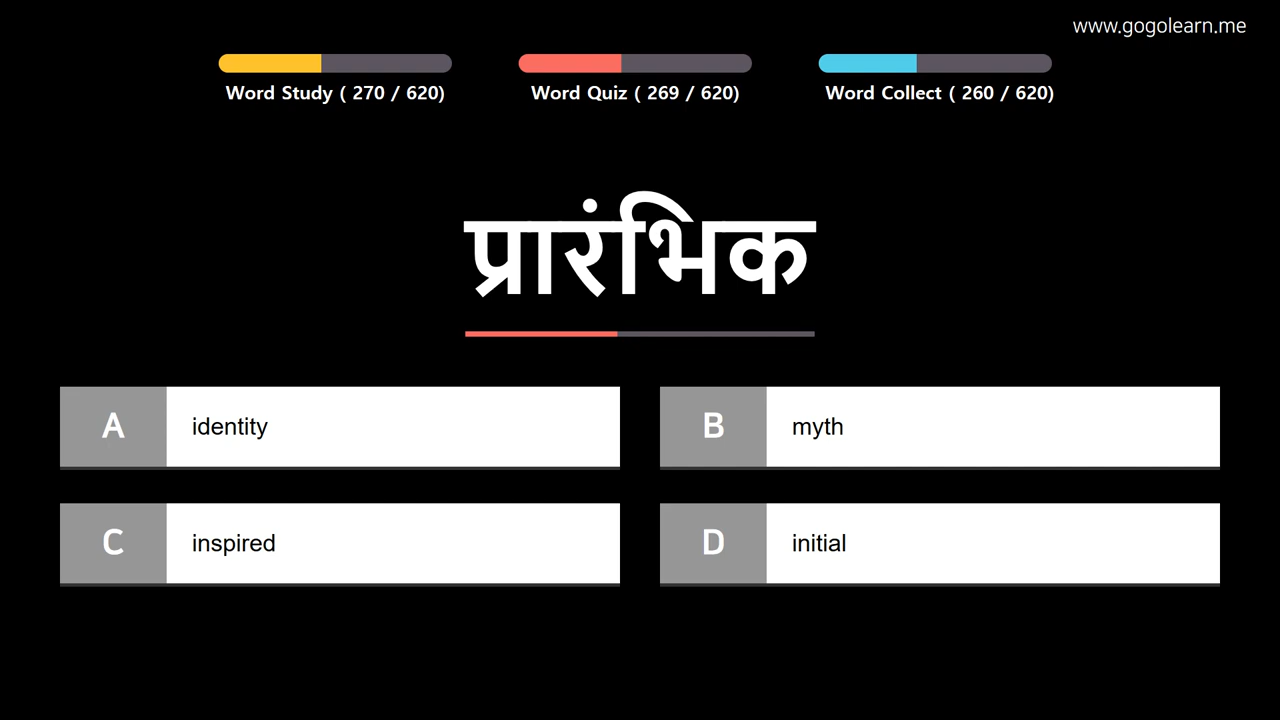 www.gogolearn.me
Word Study ( 270 / 620)
Word Quiz ( 269 / 620)
Word Collect ( 260 / 620)
प्रारंभिक
A identity
B myth
C inspired
D initial